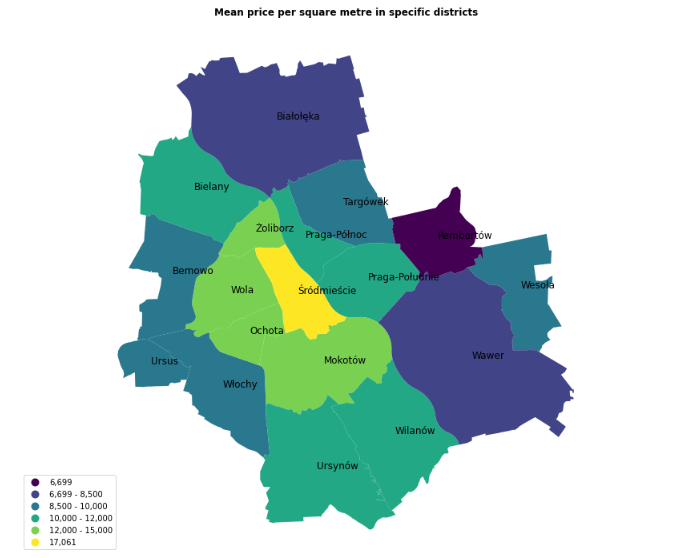 Mean price per square metre in specific districts
Białołęka
Bielany
Targówek
Żoliborz
Praga-Północ
Rembertów
Bemowo
Praga-Południe
Wola
Śródmieście
Wesoła
Ochota
Ursus
Mokotów
Wawer
Włochy
Wilanów
Ursynów
6,699
6,699 - 8,500
8,500 - 10,000
10,000 - 12,000
12,000 - 15,000
17,061